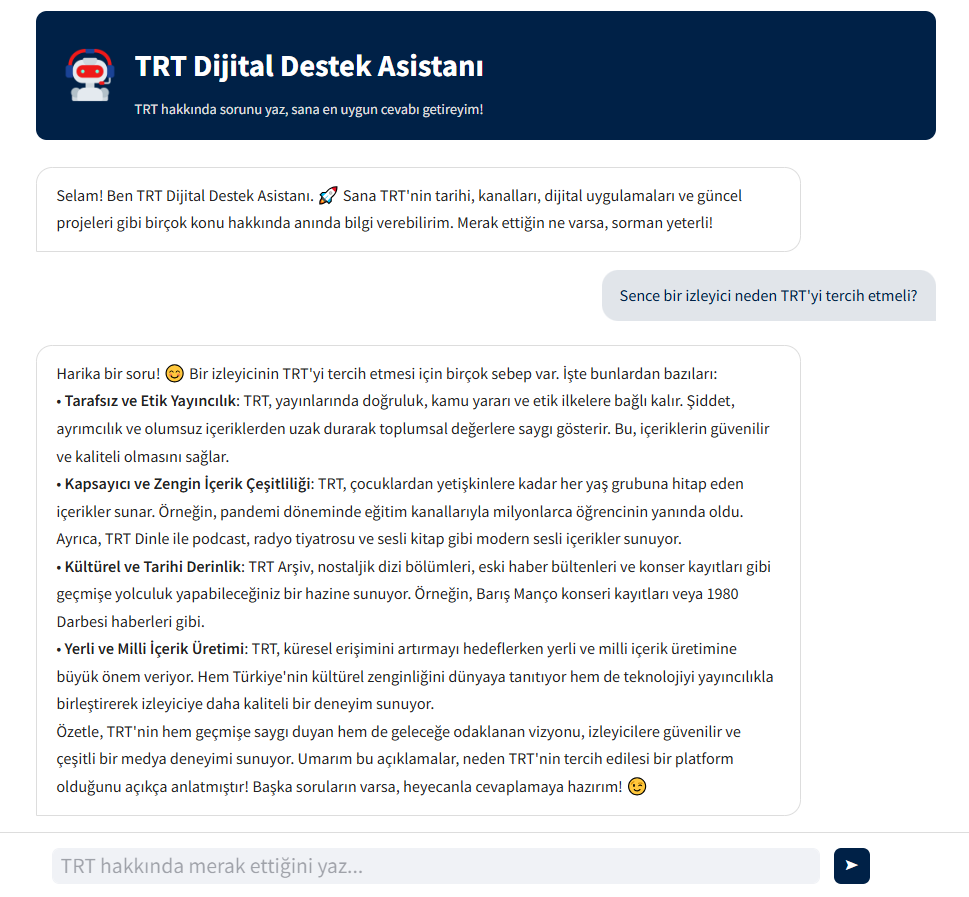 TRT Dijital Destek Asistanı
TRT hakkında sorunu yaz, sana en uygun cevabı getireyim!
Selam! Ben TRT Dijital Destek Asistanı. 🚀 Sana TRT'nin tarihi, kanalları, dijital uygulamaları ve güncel
projeleri gibi birçok konu hakkında anında bilgi verebilirim. Merak ettiğin ne varsa, sorman yeterli!
Sence bir izleyici neden TRT'yi tercih etmeli?
Harika bir soru! 😊 Bir izleyicinin TRT'yi tercih etmesi için birçok sebep var. İşte bunlardan bazıları:
• Tarafsız ve Etik Yayıncılık: TRT, yayınlarında doğruluk, kamu yararı ve etik ilkelere bağlı kalır. Şiddet,
ayrımcılık ve olumsuz içeriklerden uzak durarak toplumsal değerlere saygı gösterir. Bu, içeriklerin güvenilir
ve kaliteli olmasını sağlar.
• Kapsayıcı ve Zengin İçerik Çeşitliliği: TRT, çocuklardan yetişkinlere kadar her yaş grubuna hitap eden
içerikler sunar. Örneğin, pandemi döneminde eğitim kanallarıyla milyonlarca öğrencinin yanında oldu.
Ayrıca, TRT Dinle ile podcast, radyo tiyatrosu ve sesli kitap gibi modern sesli içerikler sunuyor.
• Kültürel ve Tarihi Derinlik: TRT Arşiv, nostaljik dizi bölümleri, eski haber bültenleri ve konser kayıtları gibi
geçmişe yolculuk yapabileceğiniz bir hazine sunuyor. Örneğin, Barış Manço konseri kayıtları veya 1980
Darbesi haberleri gibi.
• Yerli ve Milli İçerik Üretimi: TRT, küresel erişimini artırmayı hedeflerken yerli ve milli içerik üretimine
büyük önem veriyor. Hem Türkiye'nin kültürel zenginliğini dünyaya tanıtıyor hem de teknolojiyi yayıncılıkla
birleştirerek izleyiciye daha kaliteli bir deneyim sunuyor.
Özetle, TRT'nin hem geçmişe saygı duyan hem de geleceğe odaklanan vizyonu, izleyicilere güvenilir ve
çeşitli bir medya deneyimi sunuyor. Umarım bu açıklamalar, neden TRT'nin tercih edilesi bir platform
olduğunu açıkça anlatmıştır! Başka soruların varsa, heyecanla cevaplamaya hazırım! 😉
TRT hakkında merak ettiğini yaz...